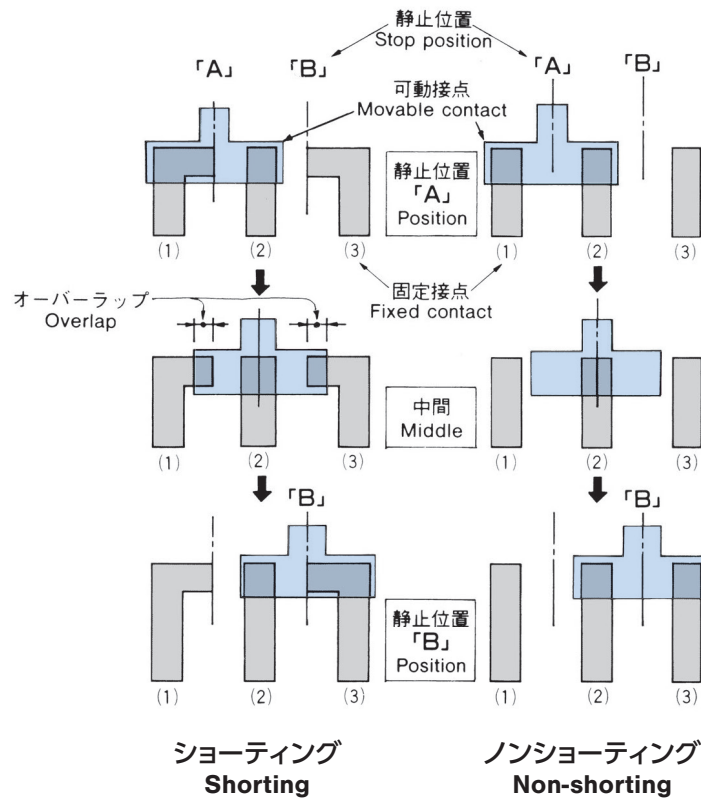 静止位置
Stop position
「A」
「B」
「A」
「B」
可動接点
Movable contact
静止位置
「A」
Position
(1)
(2)
(3)
(1)
(2)
(3)
オーバーラップ
Overlap
固定接点
Fixed contact
中間
Middle
(1)
(2)
(3)
(1)
(2)
(3)
「B」
「B」
静止位置
「B」
Position
(1)
(2)
(3)
(1)
(2)
(3)
ショーティング
Shorting
ノンショーティング
Non-shorting